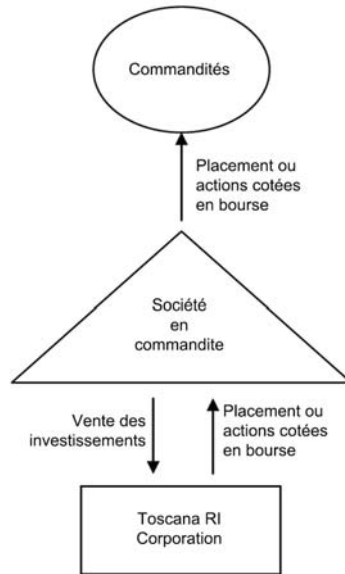 Commandités
Placement ou
actions cotées
en bourse
Société
en
commandite
Vente des
investissements
Placement ou
actions cotées
en bourse
Toscana RI
Corporation